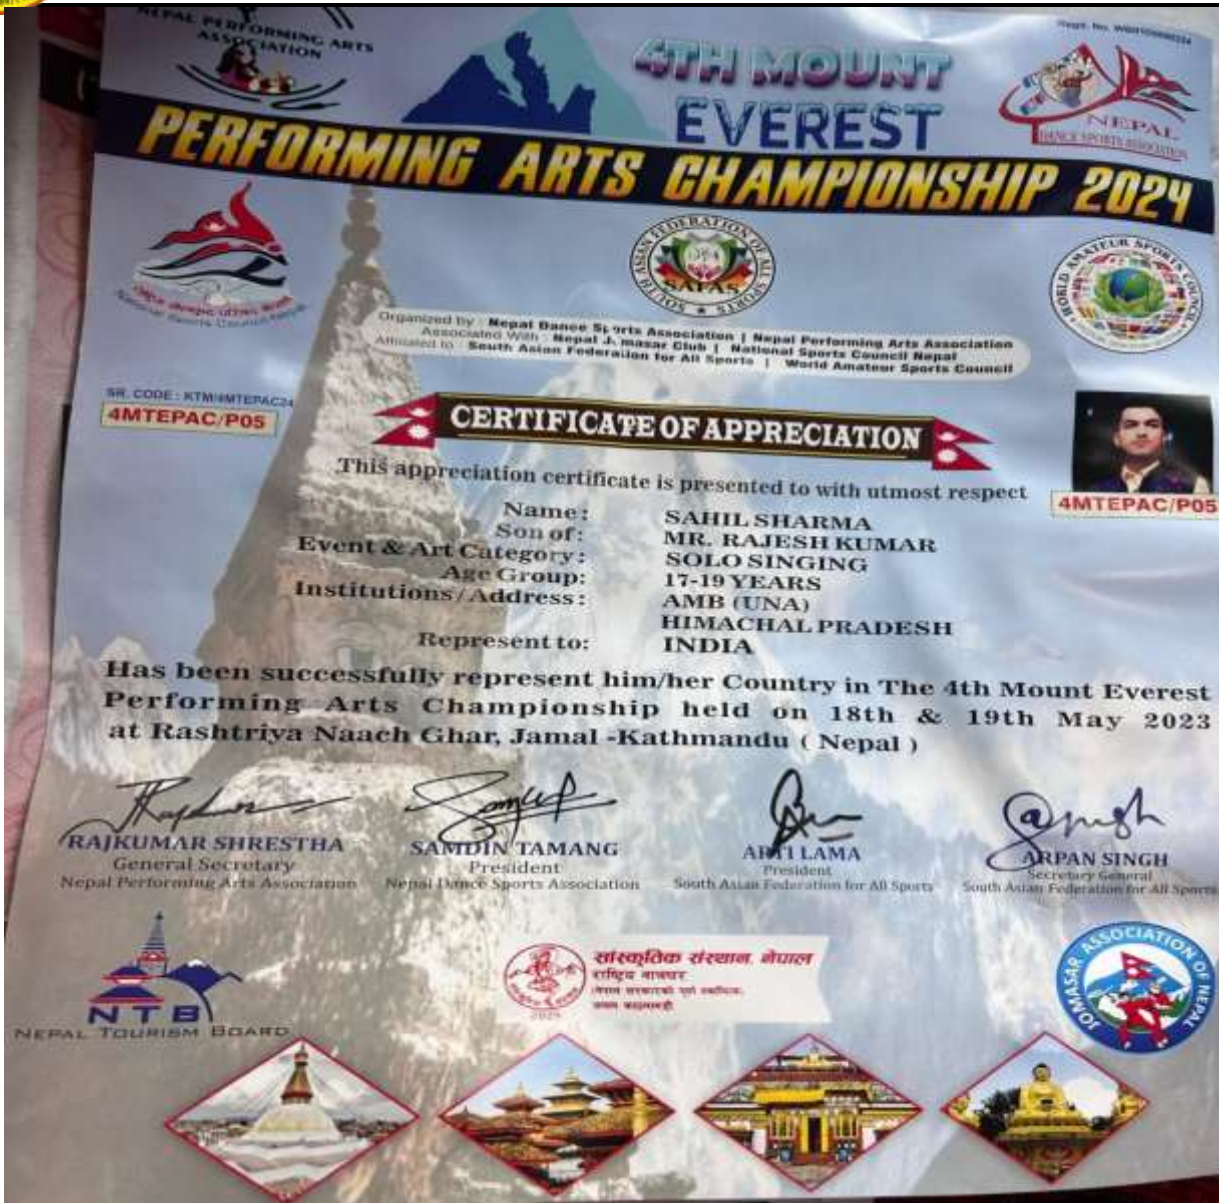 NEPAL PERFORMING ARTS
ASSOCIATION
4TH MOUNT
EVEREST
NEPAL
DANCE SPORTS ASSOCIATION
PERFORMING ARTS CHAMPIONSHIP 2024
National Sports Council Nepal
SOUTH ASIAN FEDERATION OF ALL SPORTS
SAFAS
WORLD AMATEUR SPORTS COUNCIL
Organized by : Nepal Dance Sports Association | Nepal Performing Arts Association
Associated With : Nepal Jomasar Club | National Sports Council Nepal
Affiliated to : South Asian Federation for All Sports | World Amateur Sports Council
SR. CODE : KTM/4MTEPAC24
4MTEPAC/P05
CERTIFICATE OF APPRECIATION
4MTEPAC/P05
This appreciation certificate is presented to with utmost respect
Name: SAHIL SHARMA
Son of: MR. RAJESH KUMAR
Event & Art Category: SOLO SINGING
Age Group: 17-19 YEARS
Institutions/Address: AMB (UNA)
HIMACHAL PRADESH
Represent to: INDIA
Has been successfully represent him/her Country in The 4th Mount Everest
Performing Arts Championship held on 18th & 19th May 2023
at Rashtriya Naach Ghar, Jamal -Kathmandu ( Nepal )
RAJKUMAR SHRESTHA
General Secretary
Nepal Performing Arts Association
SAMDIN TAMANG
President
Nepal Dance Sports Association
ARTI LAMA
President
South Asian Federation for All Sports
ARPAN SINGH
Secretary General
South Asian Federation for All Sports
NTB
NEPAL TOURISM BOARD
सांस्कृतिक संस्थान, नेपाल
राष्ट्रिय नाचघर
JOMASAR ASSOCIATION OF NEPAL